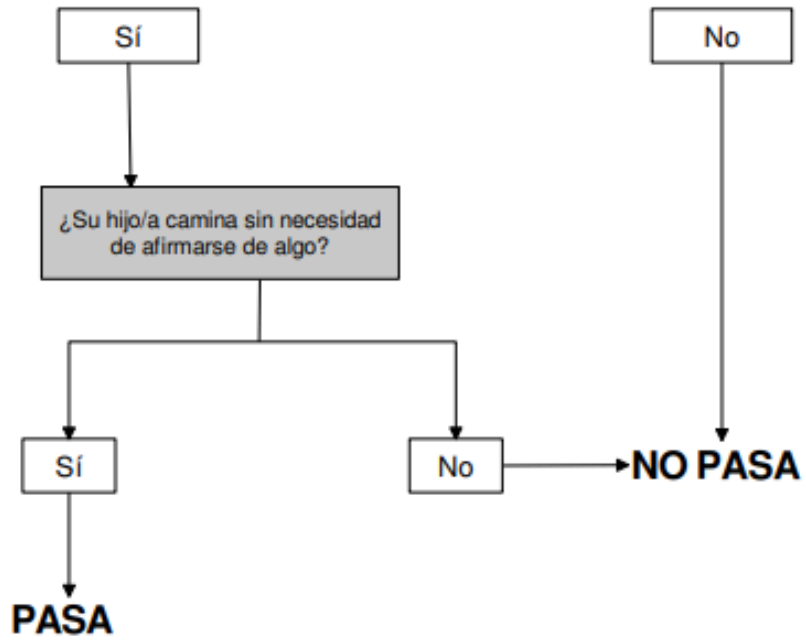 Sí
No
¿Su hijo/a camina sin necesidad
de afirmarse de algo?
Sí
No
NO PASA
PASA